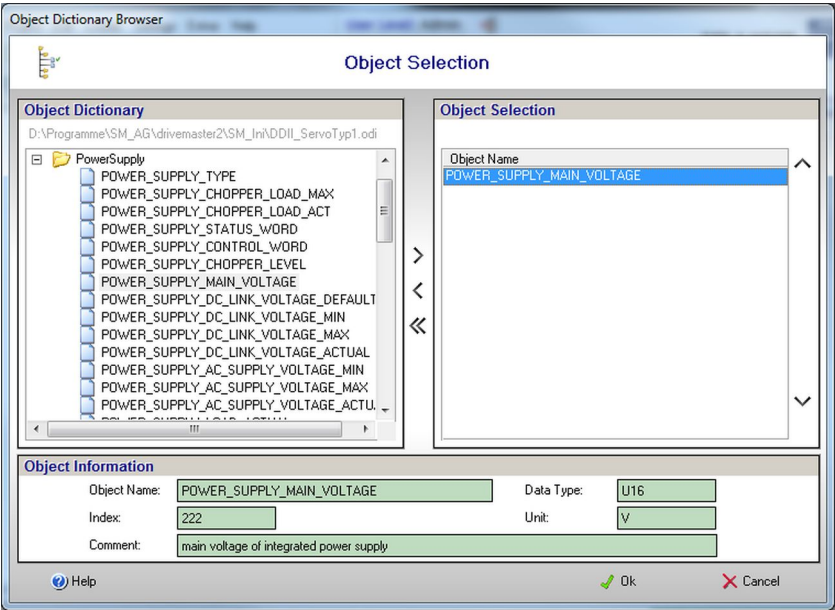 Object Dictionary Browser
Object Selection
Object Dictionary
D:\Programme\SM_AG\drivemaster2\SM_Ini\DDII_ServoTyp1.odi
PowerSupply
POWER_SUPPLY_TYPE
POWER_SUPPLY_CHOPPER_LOAD_MAX
POWER_SUPPLY_CHOPPER_LOAD_ACT
POWER_SUPPLY_STATUS_WORD
POWER_SUPPLY_CONTROL_WORD
POWER_SUPPLY_CHOPPER_LEVEL
POWER_SUPPLY_MAIN_VOLTAGE
POWER_SUPPLY_DC_LINK_VOLTAGE_DEFAULT
POWER_SUPPLY_DC_LINK_VOLTAGE_MIN
POWER_SUPPLY_DC_LINK_VOLTAGE_MAX
POWER_SUPPLY_DC_LINK_VOLTAGE_ACTUAL
POWER_SUPPLY_AC_SUPPLY_VOLTAGE_MIN
POWER_SUPPLY_AC_SUPPLY_VOLTAGE_MAX
POWER_SUPPLY_AC_SUPPLY_VOLTAGE_ACTU
Object Selection
Object Name
POWER_SUPPLY_MAIN_VOLTAGE
Object Information
Object Name: POWER_SUPPLY_MAIN_VOLTAGE Data Type: U16
Index: 222 Unit: V
Comment: main voltage of integrated power supply
Help Ok Cancel